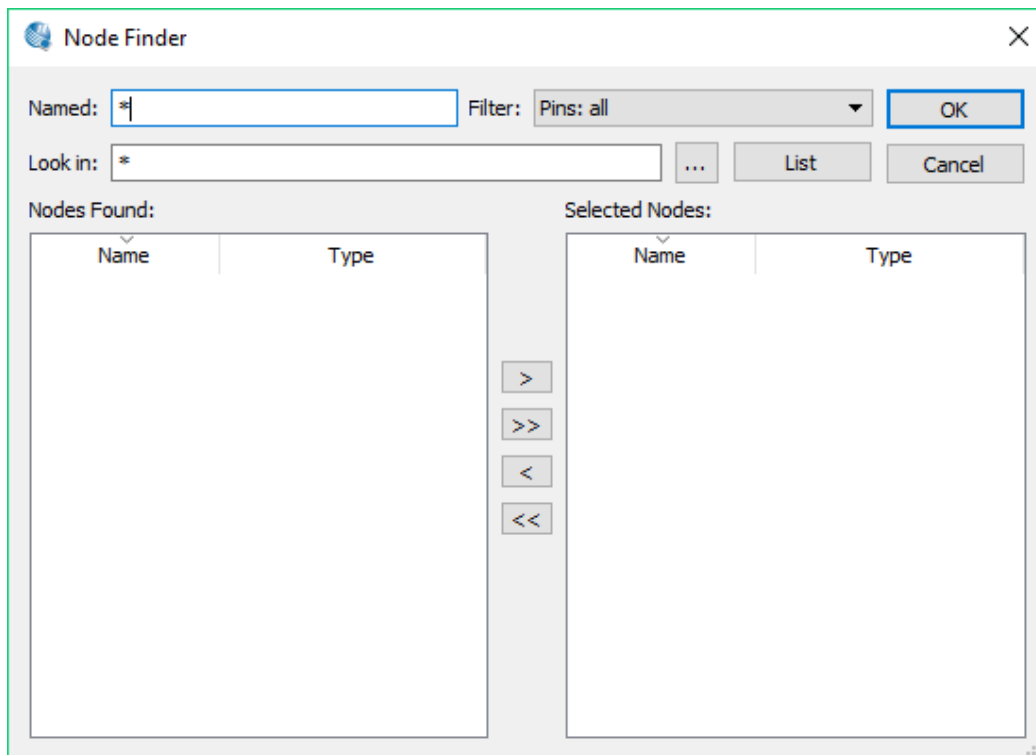 Node Finder
Named: * Filter: Pins: all OK
Look in: * ... List Cancel
Nodes Found: Selected Nodes:
Name Type Name Type
>
>>
<
<<